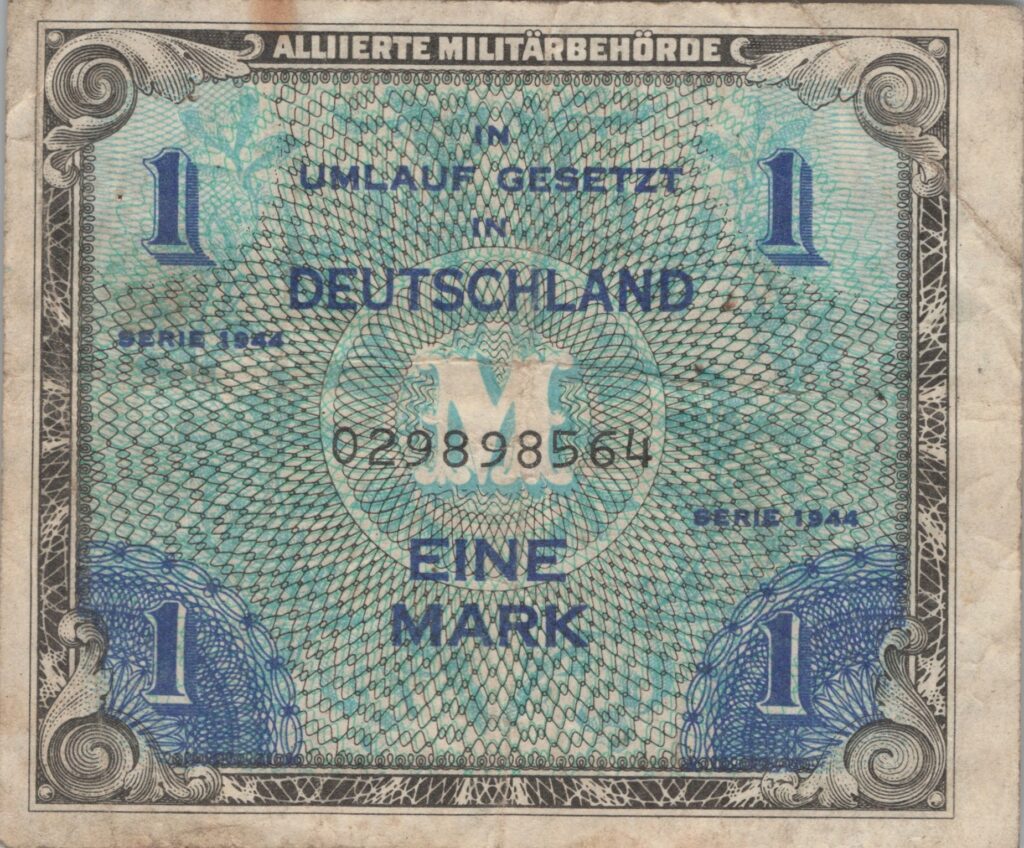 ALLIIERTE MILITÄRBEHÖRDE
1 1
IN
UMLAUF GESETZT
IN
DEUTSCHLAND
SERIE 1944
M
029898564
SERIE 1944
EINE
MARK
1 1